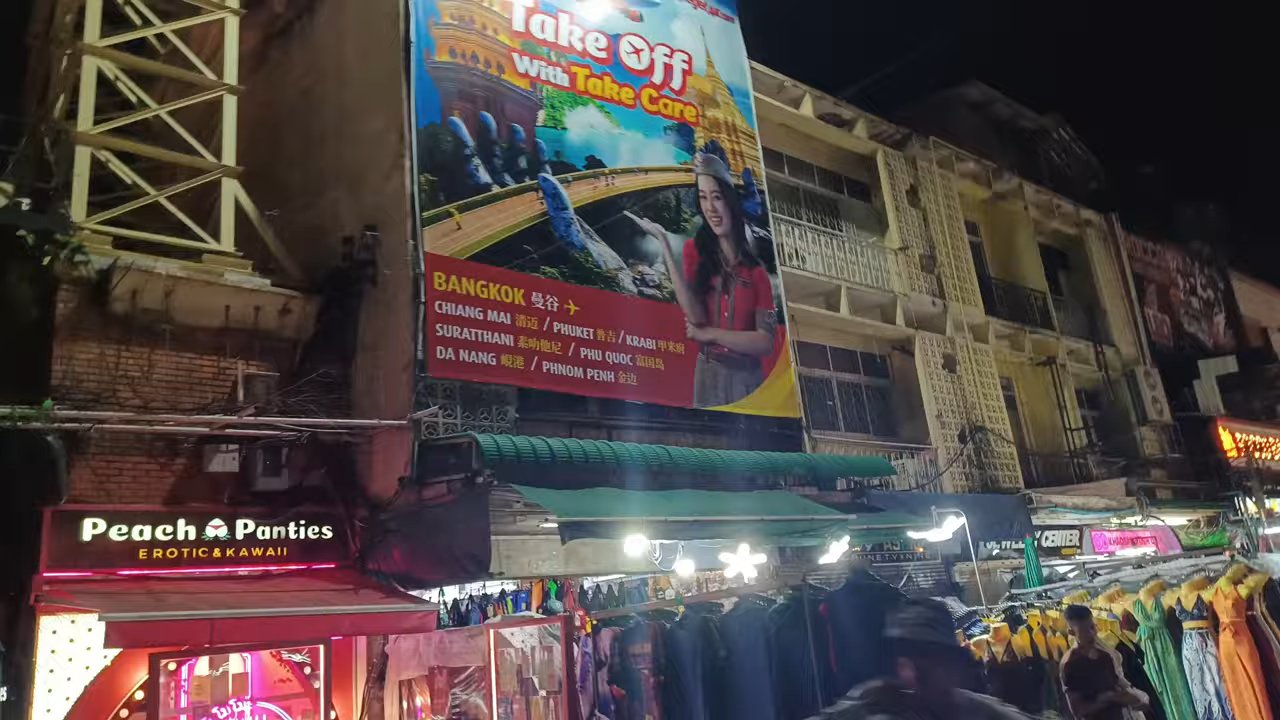 Take Off
With Take Care
BANGKOK 曼谷
CHIANG MAI 清迈 / PHUKET 普吉 / KRABI 甲米府
SURATTHANI 素叻他尼 / PHU QUOC 富国岛
DA NANG 岘港 / PHNOM PENH 金边
Peach Panties
EROTIC & KAWAII
CENTER